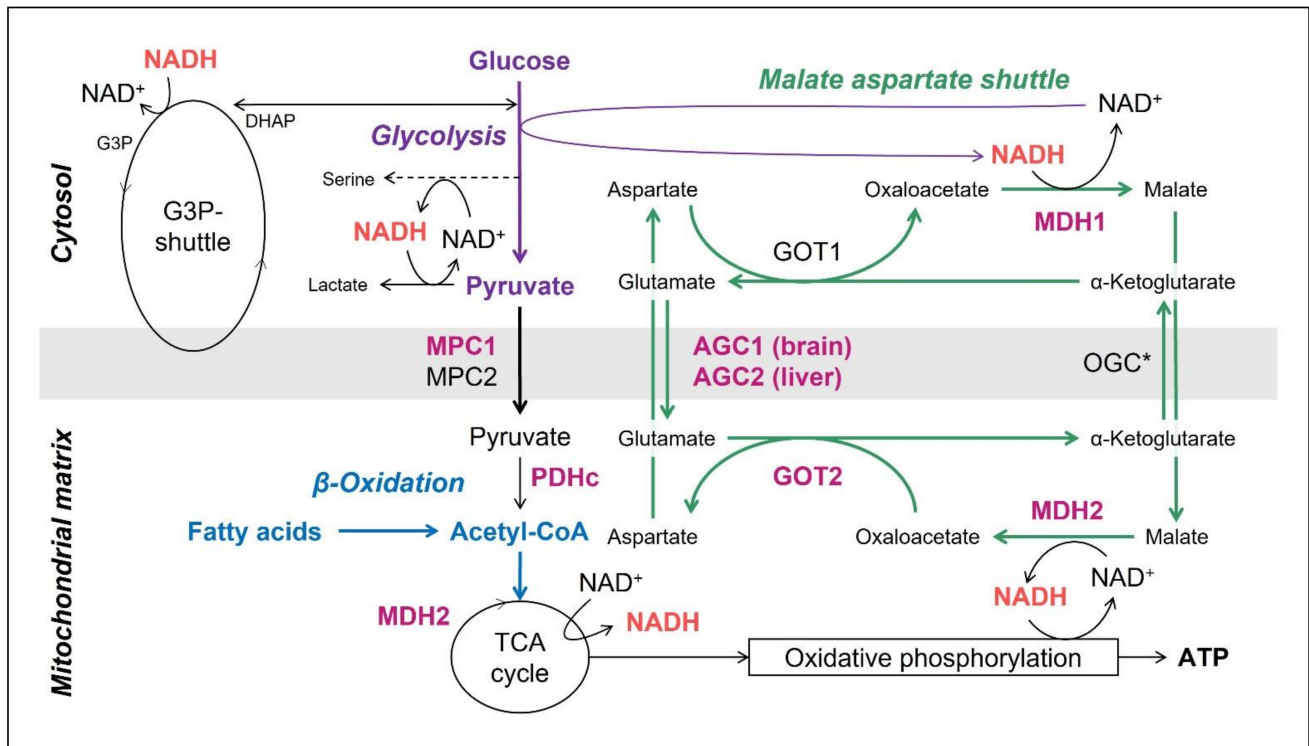 NADH
NAD+
G3P
DHAP
G3P-
shuttle
Cytosol
Glucose
Glycolysis
Serine
NADH
NAD+
Lactate
Pyruvate
Malate aspartate shuttle
NAD+
NADH
Aspartate
Oxaloacetate
Malate
MDH1
GOT1
Glutamate
α-Ketoglutarate
MPC1
MPC2
AGC1 (brain)
AGC2 (liver)
OGC*
Mitochondrial matrix
Pyruvate
Glutamate
α-Ketoglutarate
PDHc
GOT2
β-Oxidation
MDH2
Fatty acids
Acetyl-CoA
Aspartate
Oxaloacetate
Malate
NAD+
NADH
MDH2
TCA
cycle
NAD+
NADH
Oxidative phosphorylation
ATP